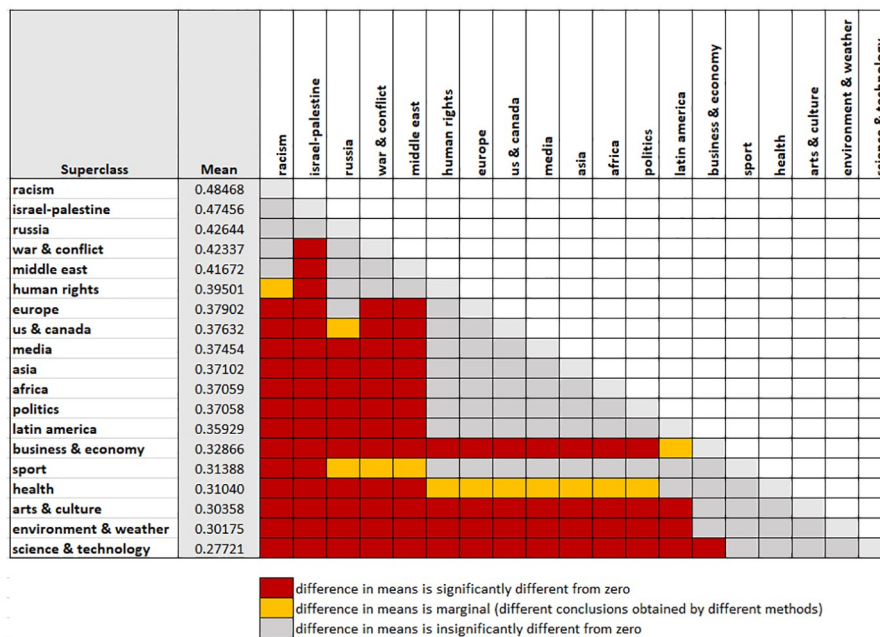 racism
israel-palestine
russia
war & conflict
middle east
human rights
europe
us & canada
media
asia
africa
politics
latin america
business & economy
sport
health
arts & culture
environment & weather
science & technology
Superclass Mean
racism 0.48468
israel-palestine 0.47456
russia 0.42644
war & conflict 0.42337
middle east 0.41672
human rights 0.39501
europe 0.37902
us & canada 0.37632
media 0.37454
asia 0.37102
africa 0.37059
politics 0.37058
latin america 0.35929
business & economy 0.32866
sport 0.31388
health 0.31040
arts & culture 0.30358
environment & weather 0.30175
science & technology 0.27721
difference in means is significantly different from zero
difference in means is marginal (different conclusions obtained by different methods)
difference in means is insignificantly different from zero